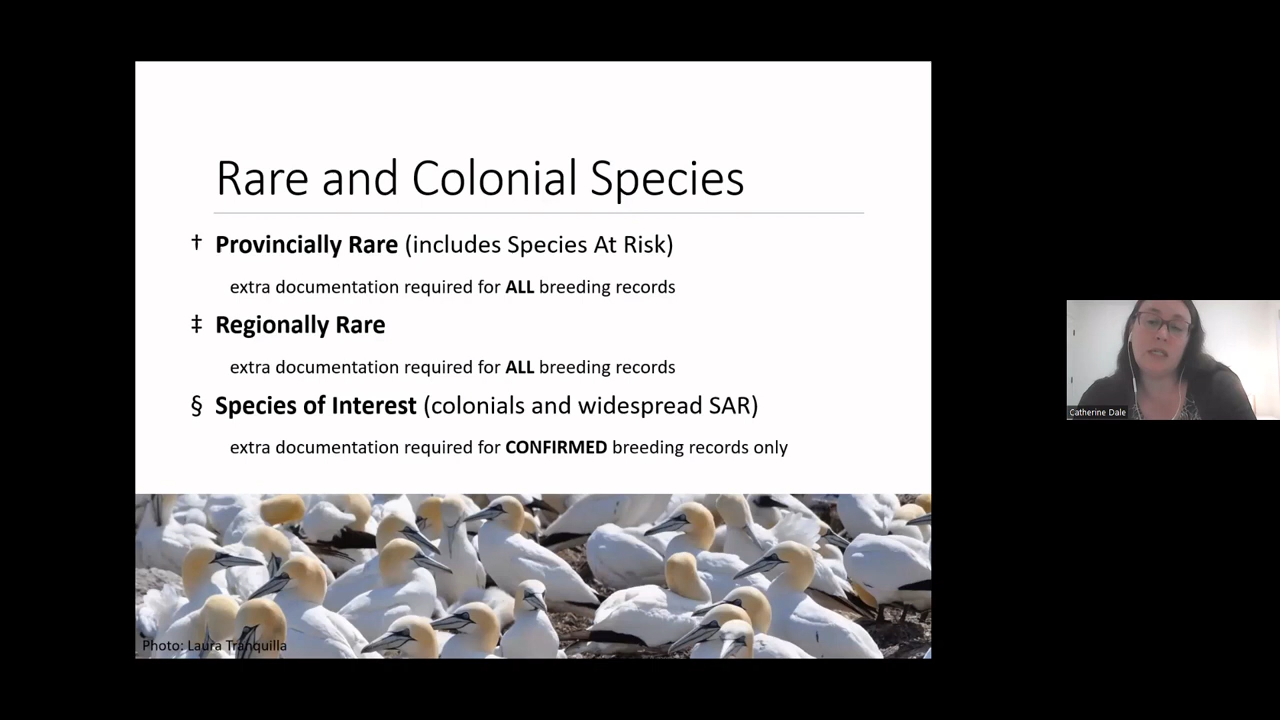 Rare and Colonial Species
† Provincially Rare (includes Species At Risk)
extra documentation required for ALL breeding records
‡ Regionally Rare
extra documentation required for ALL breeding records
§ Species of Interest (colonials and widespread SAR)
extra documentation required for CONFIRMED breeding records only
Photo: Laura Tranquilla
Catherine Dale